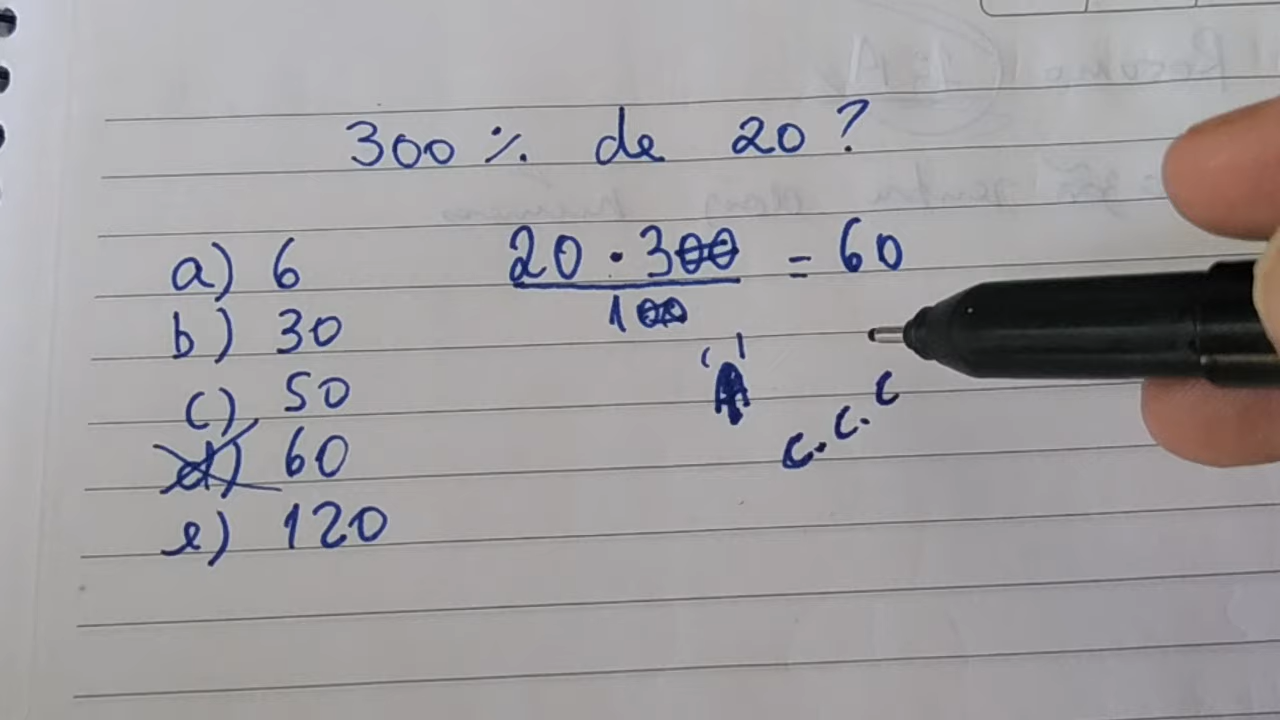 300 % de 20?
a) 6
b) 30
c) 50
d) 60
e) 120
20 · 300 = 60
100
c. c. c